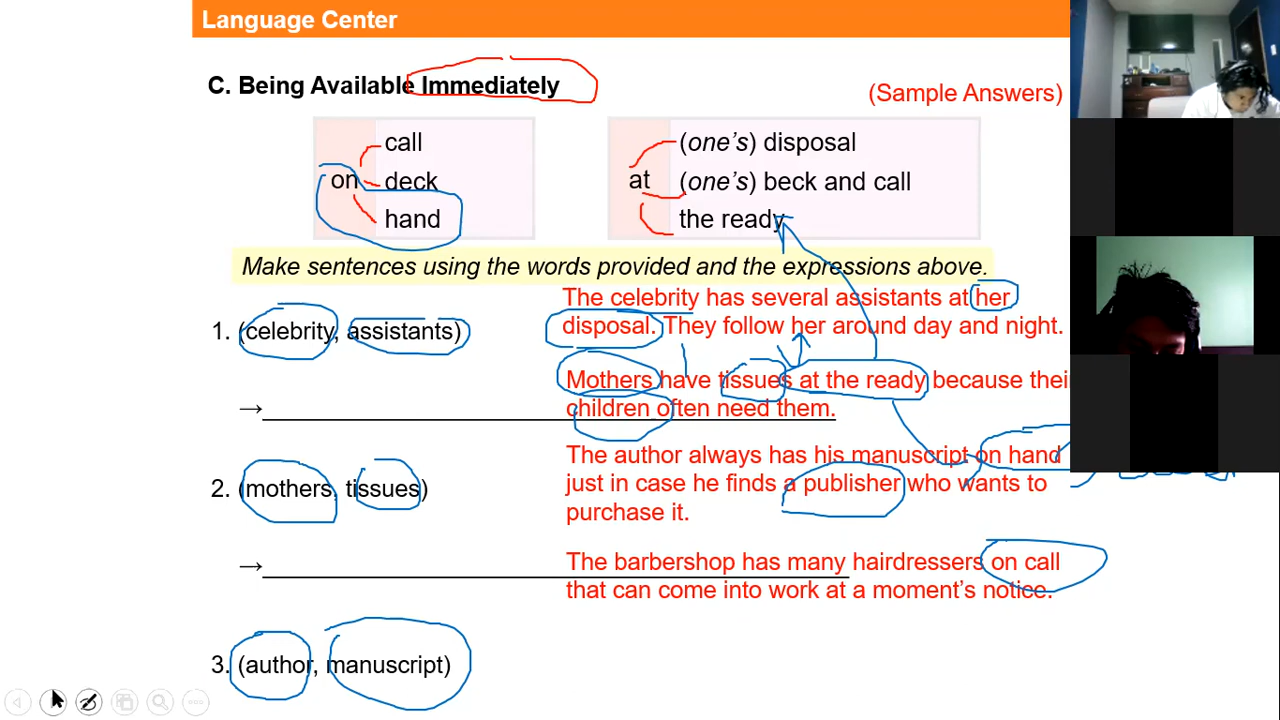 Language Center
C. Being Available Immediately
(Sample Answers)
on
call
deck
hand
at
(one's) disposal
(one's) beck and call
the ready
Make sentences using the words provided and the expressions above.
1. (celebrity, assistants)
→
The celebrity has several assistants at her
disposal. They follow her around day and night.
Mothers have tissues at the ready because their
children often need them.
2. (mothers, tissues)
→
The author always has his manuscript on hand
just in case he finds a publisher who wants to
purchase it.
The barbershop has many hairdressers on call
that can come into work at a moment's notice.
3. (author, manuscript)